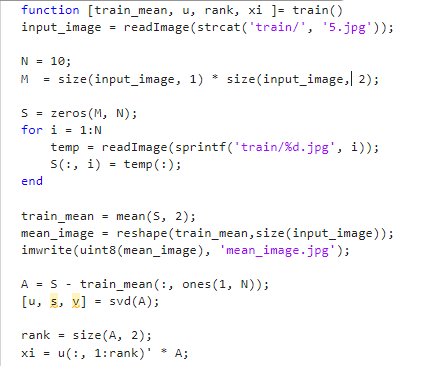 function [train_mean, u, rank, xi ]= train()
input_image = readImage(strcat('train/', '5.jpg'));
N = 10;
M  = size(input_image, 1) * size(input_image, 2);
S = zeros(M, N);
for i = 1:N
    temp = readImage(sprintf('train/%d.jpg', i));
    S(:, i) = temp(:);
end
train_mean = mean(S, 2);
mean_image = reshape(train_mean,size(input_image));
imwrite(uint8(mean_image), 'mean_image.jpg');
A = S - train_mean(:, ones(1, N));
[u, s, v] = svd(A);
rank = size(A, 2);
xi = u(:, 1:rank)' * A;